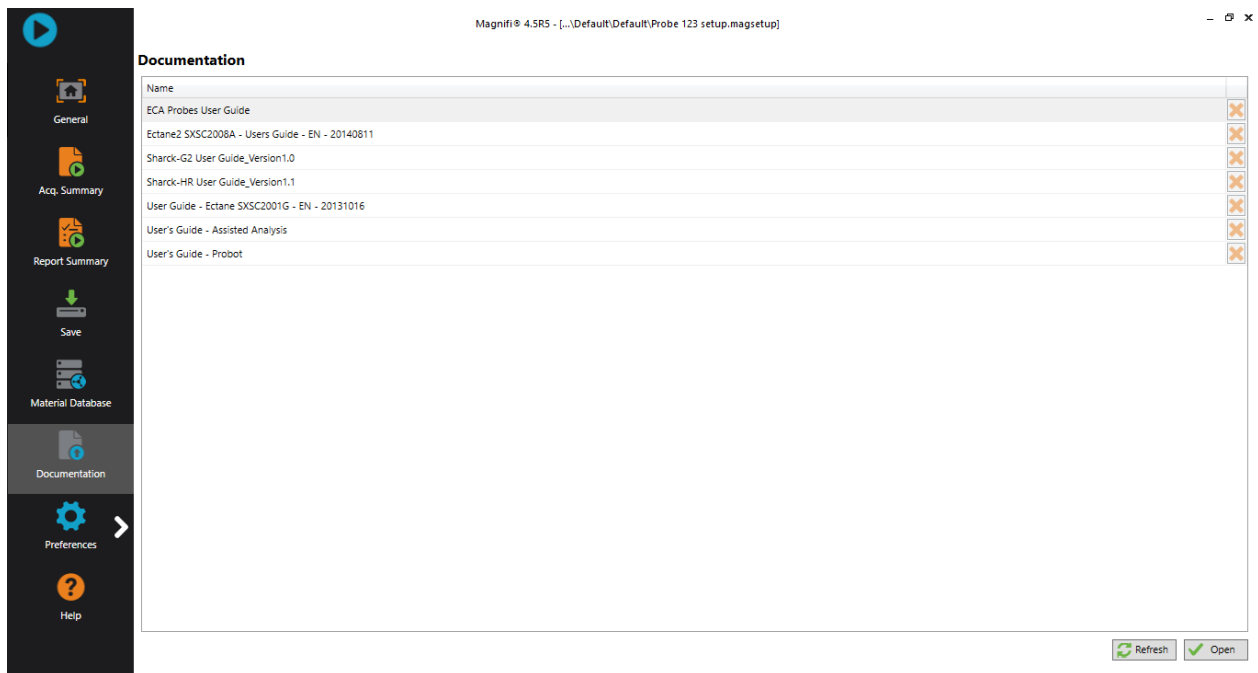 Magnifi® 4.5R5 - [...\Default\Default\Probe 123 setup.magsetup]
Documentation
Name
ECA Probes User Guide
Ectane2 SXSC2008A - Users Guide - EN - 20140811
Sharck-G2 User Guide_Version1.0
Sharck-HR User Guide_Version1.1
User Guide - Ectane SXSC2001G - EN - 20131016
User's Guide - Assisted Analysis
User's Guide - Probot
General
Acq. Summary
Report Summary
Save
Material Database
Documentation
Preferences
Help
Refresh
Open